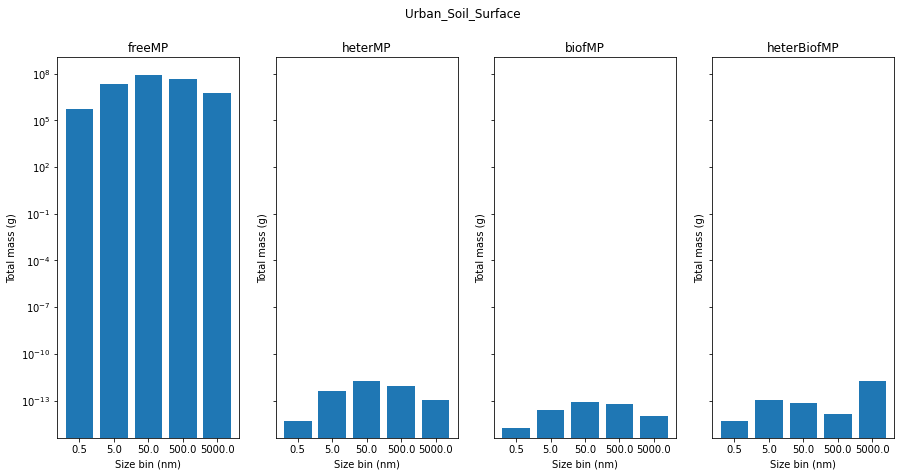 Urban_Soil_Surface
freeMP
heterMP
biofMP
heterBiofMP
Total mass (g)
10^8
10^5
10^2
10^-1
10^-4
10^-7
10^-10
10^-13
0.5 5.0 50.0 500.0 5000.0
Size bin (nm)
Total mass (g)
0.5 5.0 50.0 500.0 5000.0
Size bin (nm)
Total mass (g)
0.5 5.0 50.0 500.0 5000.0
Size bin (nm)
Total mass (g)
0.5 5.0 50.0 500.0 5000.0
Size bin (nm)